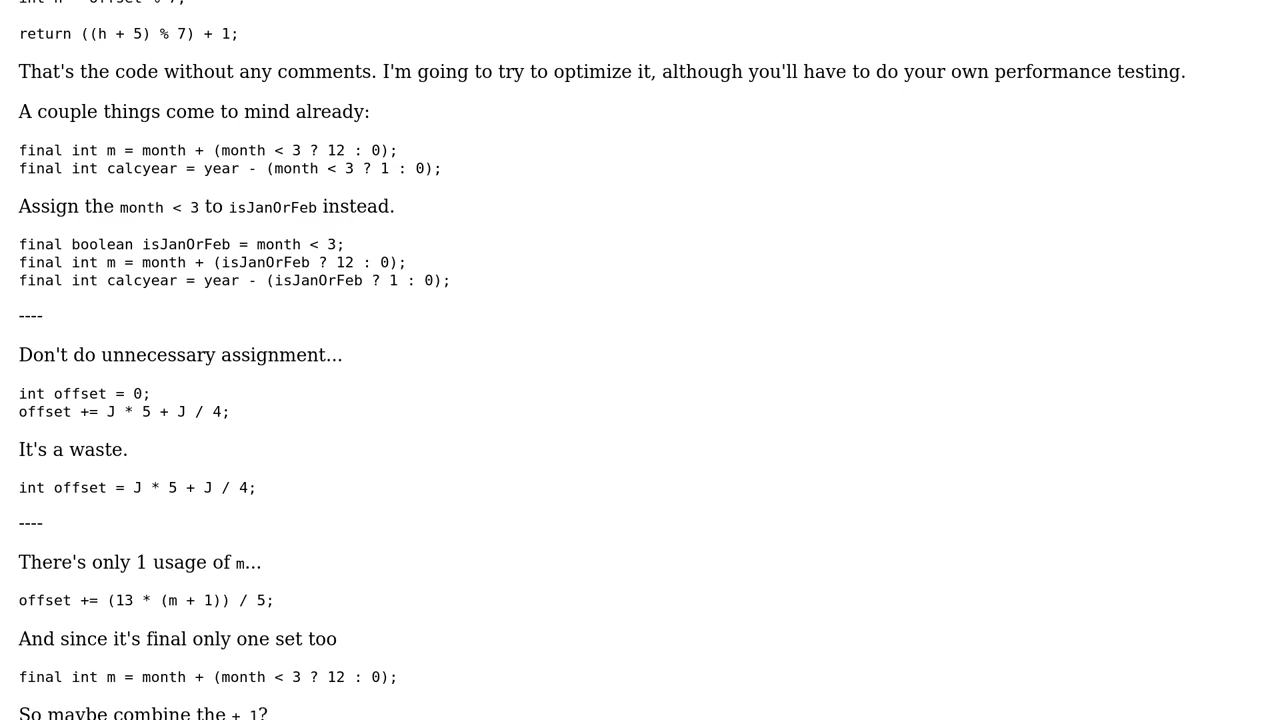 return ((h + 5) % 7) + 1;
That's the code without any comments. I'm going to try to optimize it, although you'll have to do your own performance testing.
A couple things come to mind already:
final int m = month + (month < 3 ? 12 : 0);
final int calcyear = year - (month < 3 ? 1 : 0);
Assign the month < 3 to isJanOrFeb instead.
final boolean isJanOrFeb = month < 3;
final int m = month + (isJanOrFeb ? 12 : 0);
final int calcyear = year - (isJanOrFeb ? 1 : 0);
----
Don't do unnecessary assignment...
int offset = 0;
offset += J * 5 + J / 4;
It's a waste.
int offset = J * 5 + J / 4;
----
There's only 1 usage of m...
offset += (13 * (m + 1)) / 5;
And since it's final only one set too
final int m = month + (month < 3 ? 12 : 0);
So maybe combine the + 1?